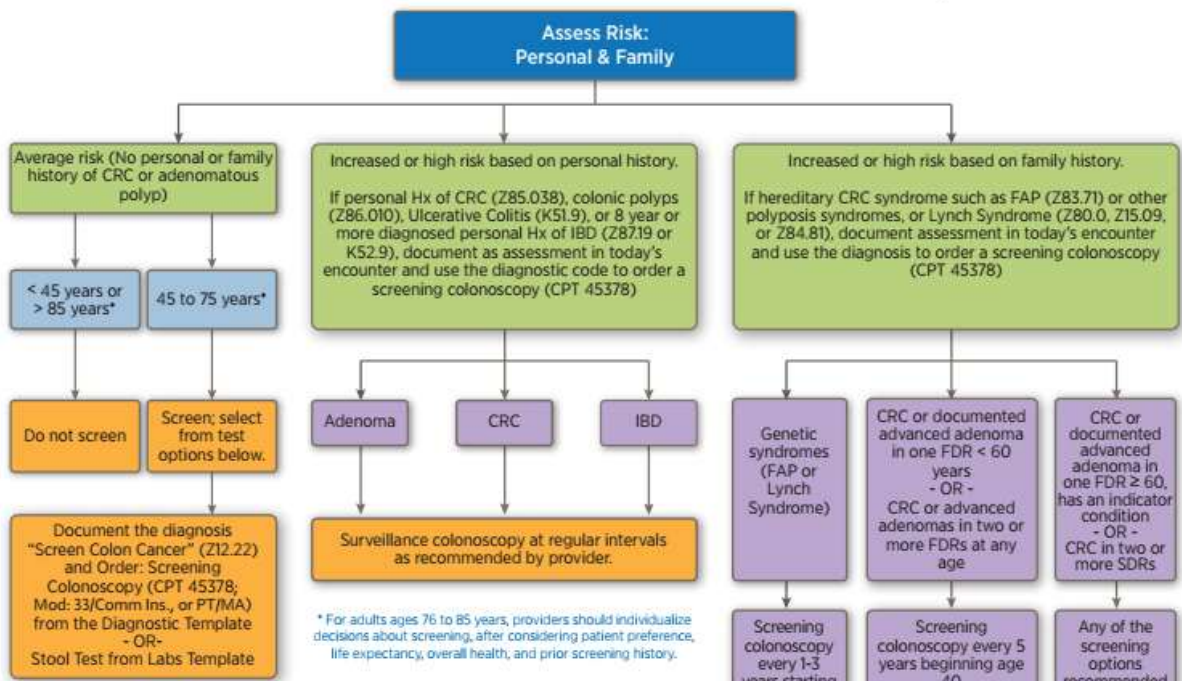 Assess Risk:
Personal & Family
Average risk (No personal or family
history of CRC or adenomatous
polyp)
< 45 years or
> 85 years*
45 to 75 years*
Do not screen
Screen; select
from test
options below.
Document the diagnosis
"Screen Colon Cancer" (Z12.22)
and Order: Screening
Colonoscopy (CPT 45378;
Mod: 33/Comm Ins., or PT/MA)
from the Diagnostic Template
- OR-
Stool Test from Labs Template
Increased or high risk based on personal history.
If personal Hx of CRC (Z85.038), colonic polyps
(Z86.010), Ulcerative Colitis (K51.9), or 8 year or
more diagnosed personal Hx of IBD (Z87.19 or
K52.9), document as assessment in today's
encounter and use the diagnostic code to order a
screening colonoscopy (CPT 45378)
Adenoma
CRC
IBD
Surveillance colonoscopy at regular intervals
as recommended by provider.
* For adults ages 76 to 85 years, providers should individualize
decisions about screening, after considering patient preference,
life expectancy, overall health, and prior screening history.
Increased or high risk based on family history.
If hereditary CRC syndrome such as FAP (Z83.71) or other
polyposis syndromes, or Lynch Syndrome (Z80.0, Z15.09,
or Z84.81), document assessment in today's encounter
and use the diagnosis to order a screening colonoscopy
(CPT 45378)
Genetic
syndromes
(FAP or
Lynch
Syndrome)
CRC or documented
advanced adenoma
in one FDR < 60
years
- OR -
CRC or advanced
adenomas in two or
more FDRs at any
age
CRC or
documented
advanced
adenoma in
one FDR ≥ 60,
has an indicator
condition
- OR -
CRC in two or
more SDRs
Screening
colonoscopy
every 1-3
years starting
Screening
colonoscopy every 5
years beginning age
40
Any of the
screening
options
recommended